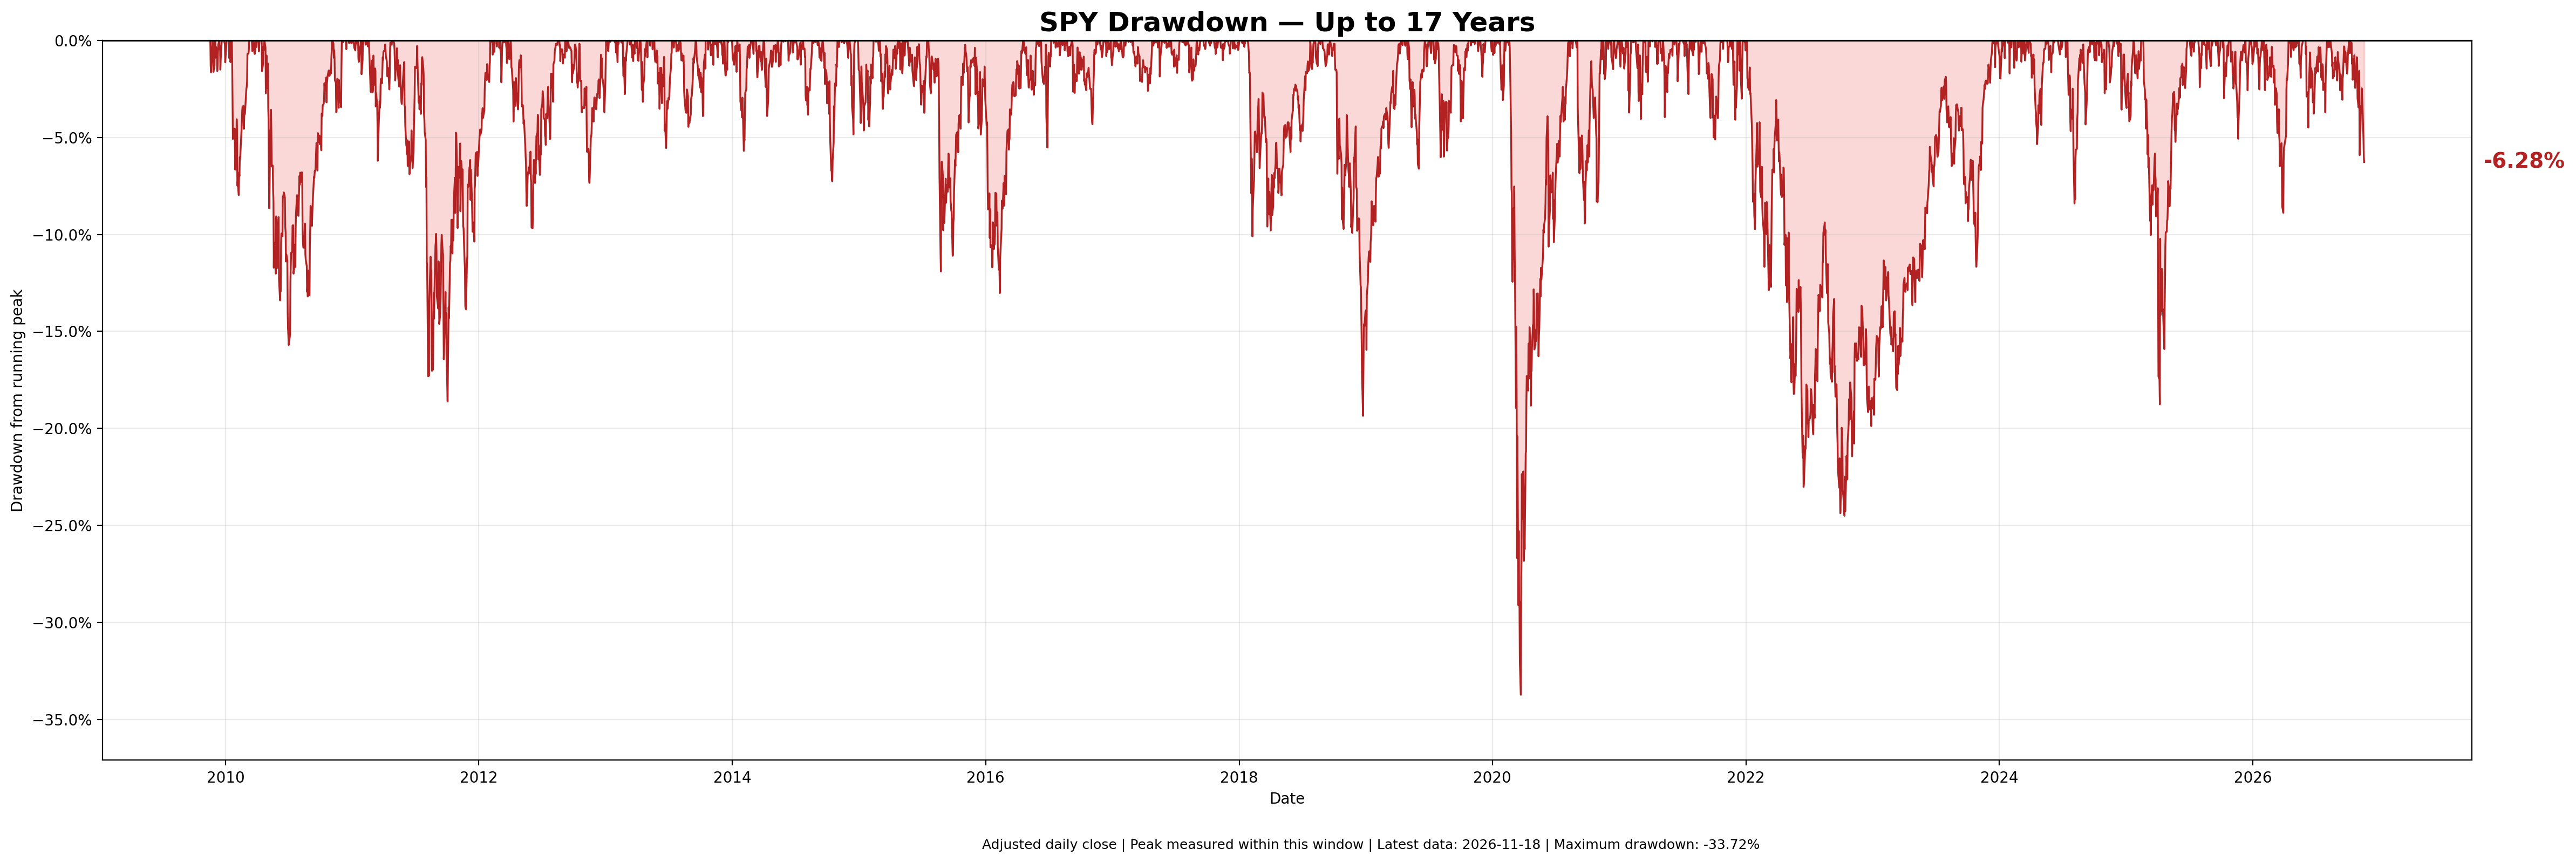 SPY Drawdown — Up to 17 Years
0.0%
−5.0%
−10.0%
−15.0%
−20.0%
−25.0%
−30.0%
−35.0%
Drawdown from running peak
-6.28%
2010 2012 2014 2016 2018 2020 2022 2024 2026
Date
Adjusted daily close | Peak measured within this window | Latest data: 2026-11-18 | Maximum drawdown: -33.72%